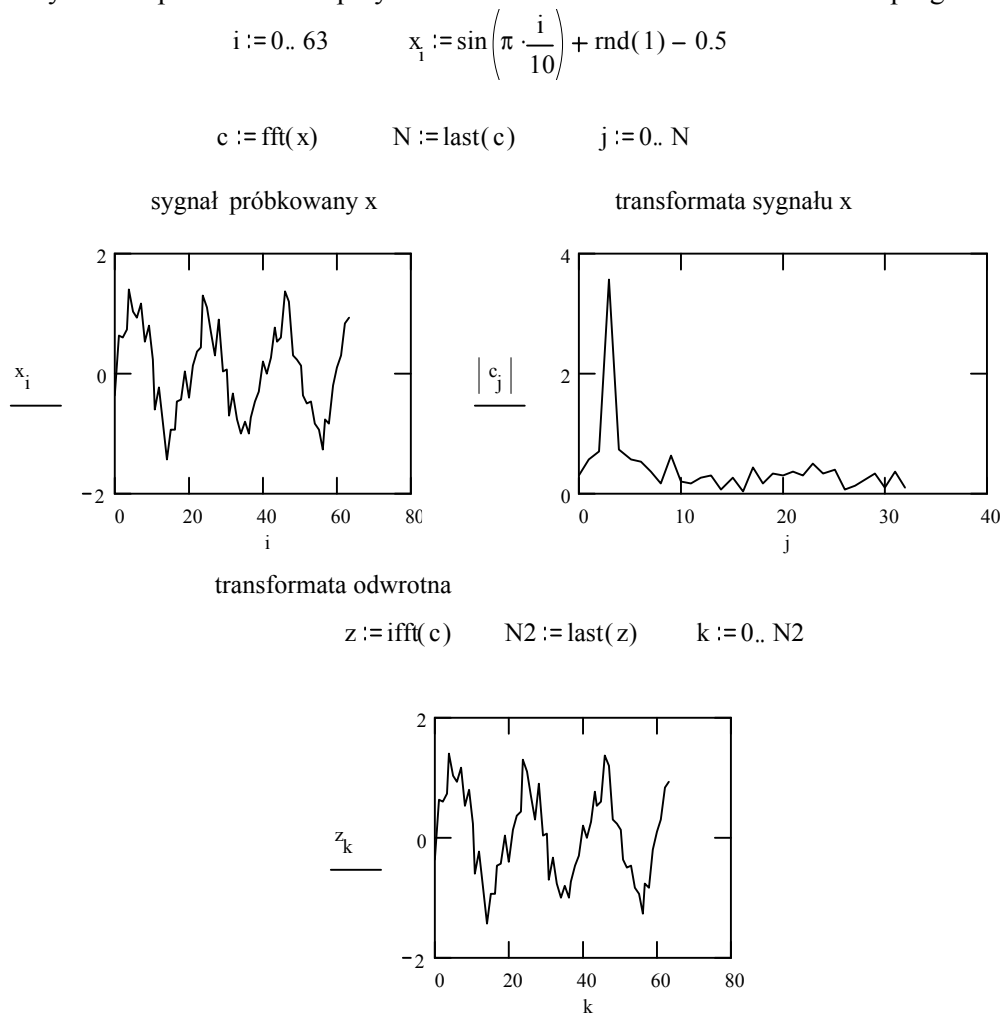 i := 0.. 63 x_i := sin(π · i/10) + rnd(1) − 0.5
c := fft(x) N := last(c) j := 0.. N
sygnał próbkowany x transformata sygnału x
2
0
−2
x_i
0 20 40 60 80
i
4
2
0
|c_j|
0 10 20 30 40
j
transformata odwrotna
z := ifft(c) N2 := last(z) k := 0.. N2
2
0
−2
z_k
0 20 40 60 80
k